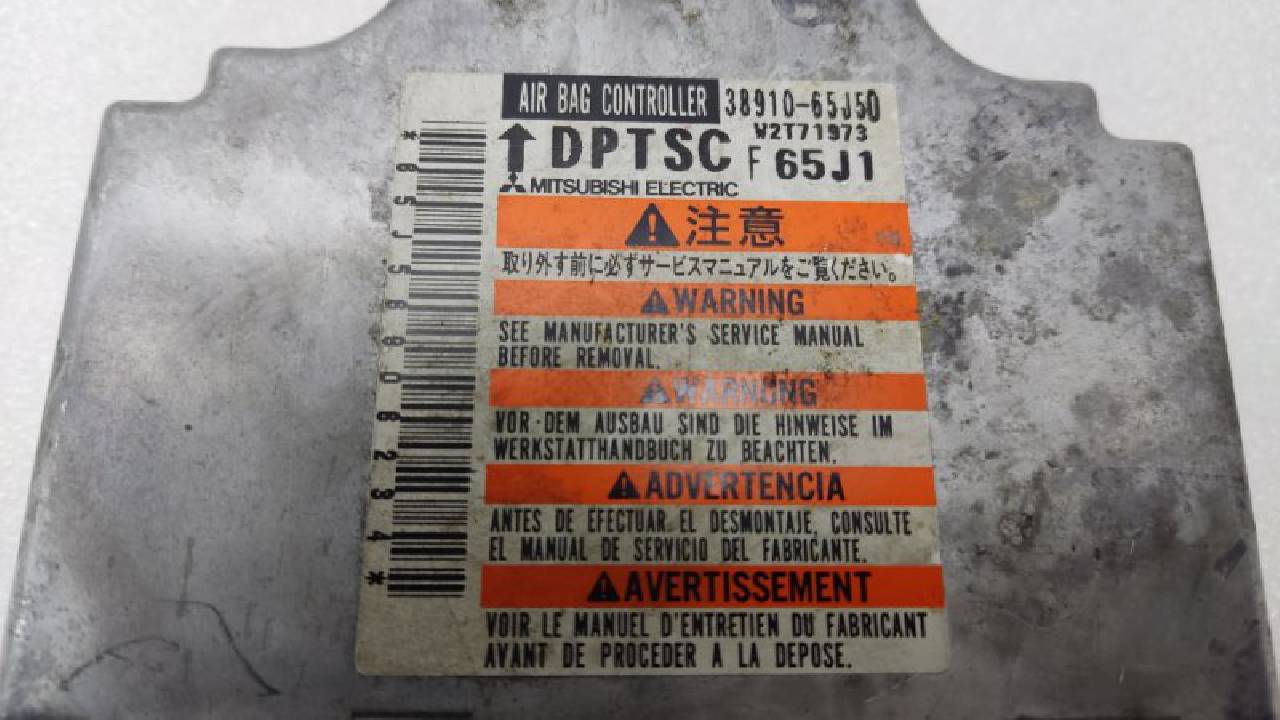 AIR BAG CONTROLLER 38910-65J50
W2T71973
DPTSC F 65J1
MITSUBISHI ELECTRIC
注意
取り外す前に必ずサービスマニュアルをご覧ください。
WARNING
SEE MANUFACTURER'S SERVICE MANUAL
BEFORE REMOVAL.
WARNUNG
VOR DEM AUSBAU SIND DIE HINWEISE IM
WERKSTATTHANDBUCH ZU BEACHTEN.
ADVERTENCIA
ANTES DE EFECTUAR EL DESMONTAJE, CONSULTE
EL MANUAL DE SERVICIO DEL FABRICANTE.
AVERTISSEMENT
VOIR LE MANUEL D'ENTRETIEN DU FABRICANT
AVANT DE PROCEDER A LA DEPOSE.